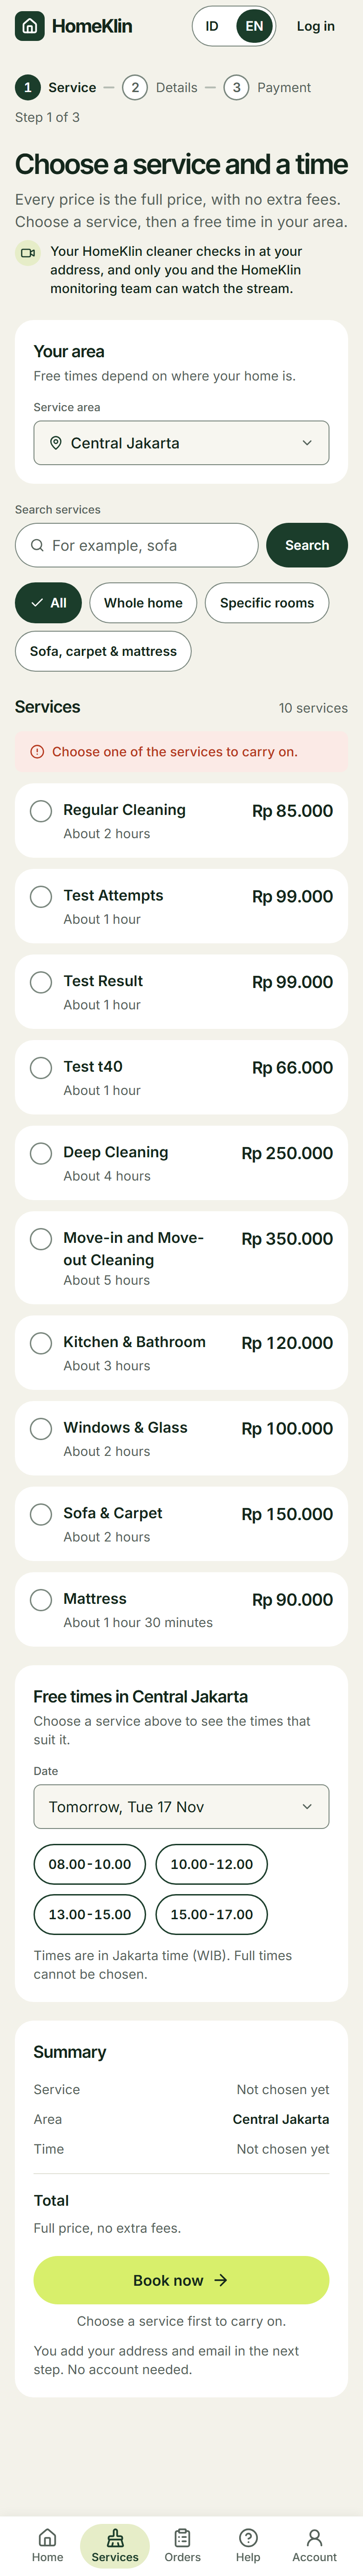 HomeKlin
ID
EN
Log in
1
Service
2
Details
3
Payment
Step 1 of 3
Choose a service and a time
Every price is the full price, with no extra fees.
Choose a service, then a free time in your area.
Your HomeKlin cleaner checks in at your
address, and only you and the HomeKlin
monitoring team can watch the stream.
Your area
Free times depend on where your home is.
Service area
Central Jakarta
Search services
For example, sofa
Search
All
Whole home
Specific rooms
Sofa, carpet & mattress
Services
10 services
Choose one of the services to carry on.
Regular Cleaning
Rp 85.000
About 2 hours
Test Attempts
Rp 99.000
About 1 hour
Test Result
Rp 99.000
About 1 hour
Test t40
Rp 66.000
About 1 hour
Deep Cleaning
Rp 250.000
About 4 hours
Move-in and Move-
out Cleaning
Rp 350.000
About 5 hours
Kitchen & Bathroom
Rp 120.000
About 3 hours
Windows & Glass
Rp 100.000
About 2 hours
Sofa & Carpet
Rp 150.000
About 2 hours
Mattress
Rp 90.000
About 1 hour 30 minutes
Free times in Central Jakarta
Choose a service above to see the times that
suit it.
Date
Tomorrow, Tue 17 Nov
08.00-10.00
10.00-12.00
13.00-15.00
15.00-17.00
Times are in Jakarta time (WIB). Full times
cannot be chosen.
Summary
Service
Not chosen yet
Area
Central Jakarta
Time
Not chosen yet
Total
Full price, no extra fees.
Book now
Choose a service first to carry on.
You add your address and email in the next
step. No account needed.
Home
Services
Orders
Help
Account